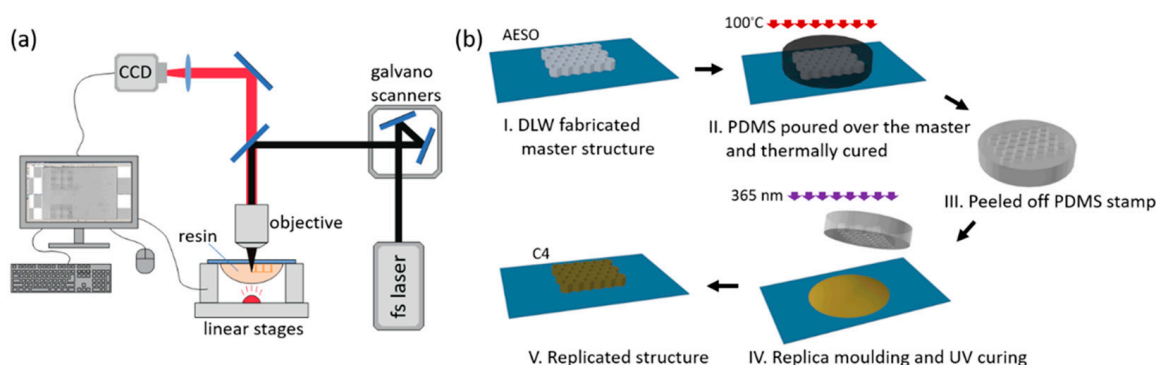 (a)
CCD
galvano
scanners
objective
resin
linear stages
fs laser
(b)
AESO
I. DLW fabricated
master structure
100°C
II. PDMS poured over the master
and thermally cured
III. Peeled off PDMS stamp
365 nm
IV. Replica moulding and UV curing
C4
V. Replicated structure